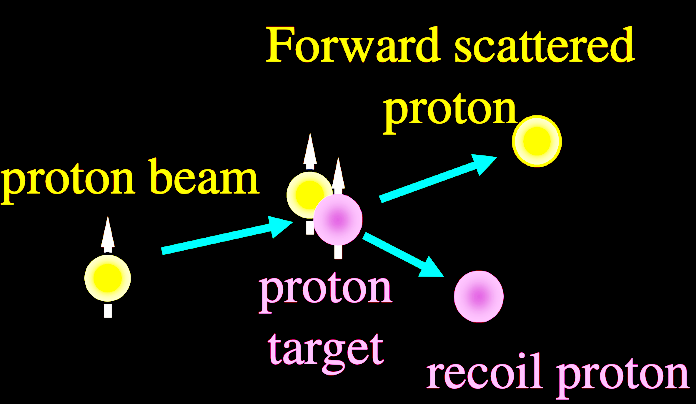 Forward scattered
proton
proton beam
proton
target
recoil proton